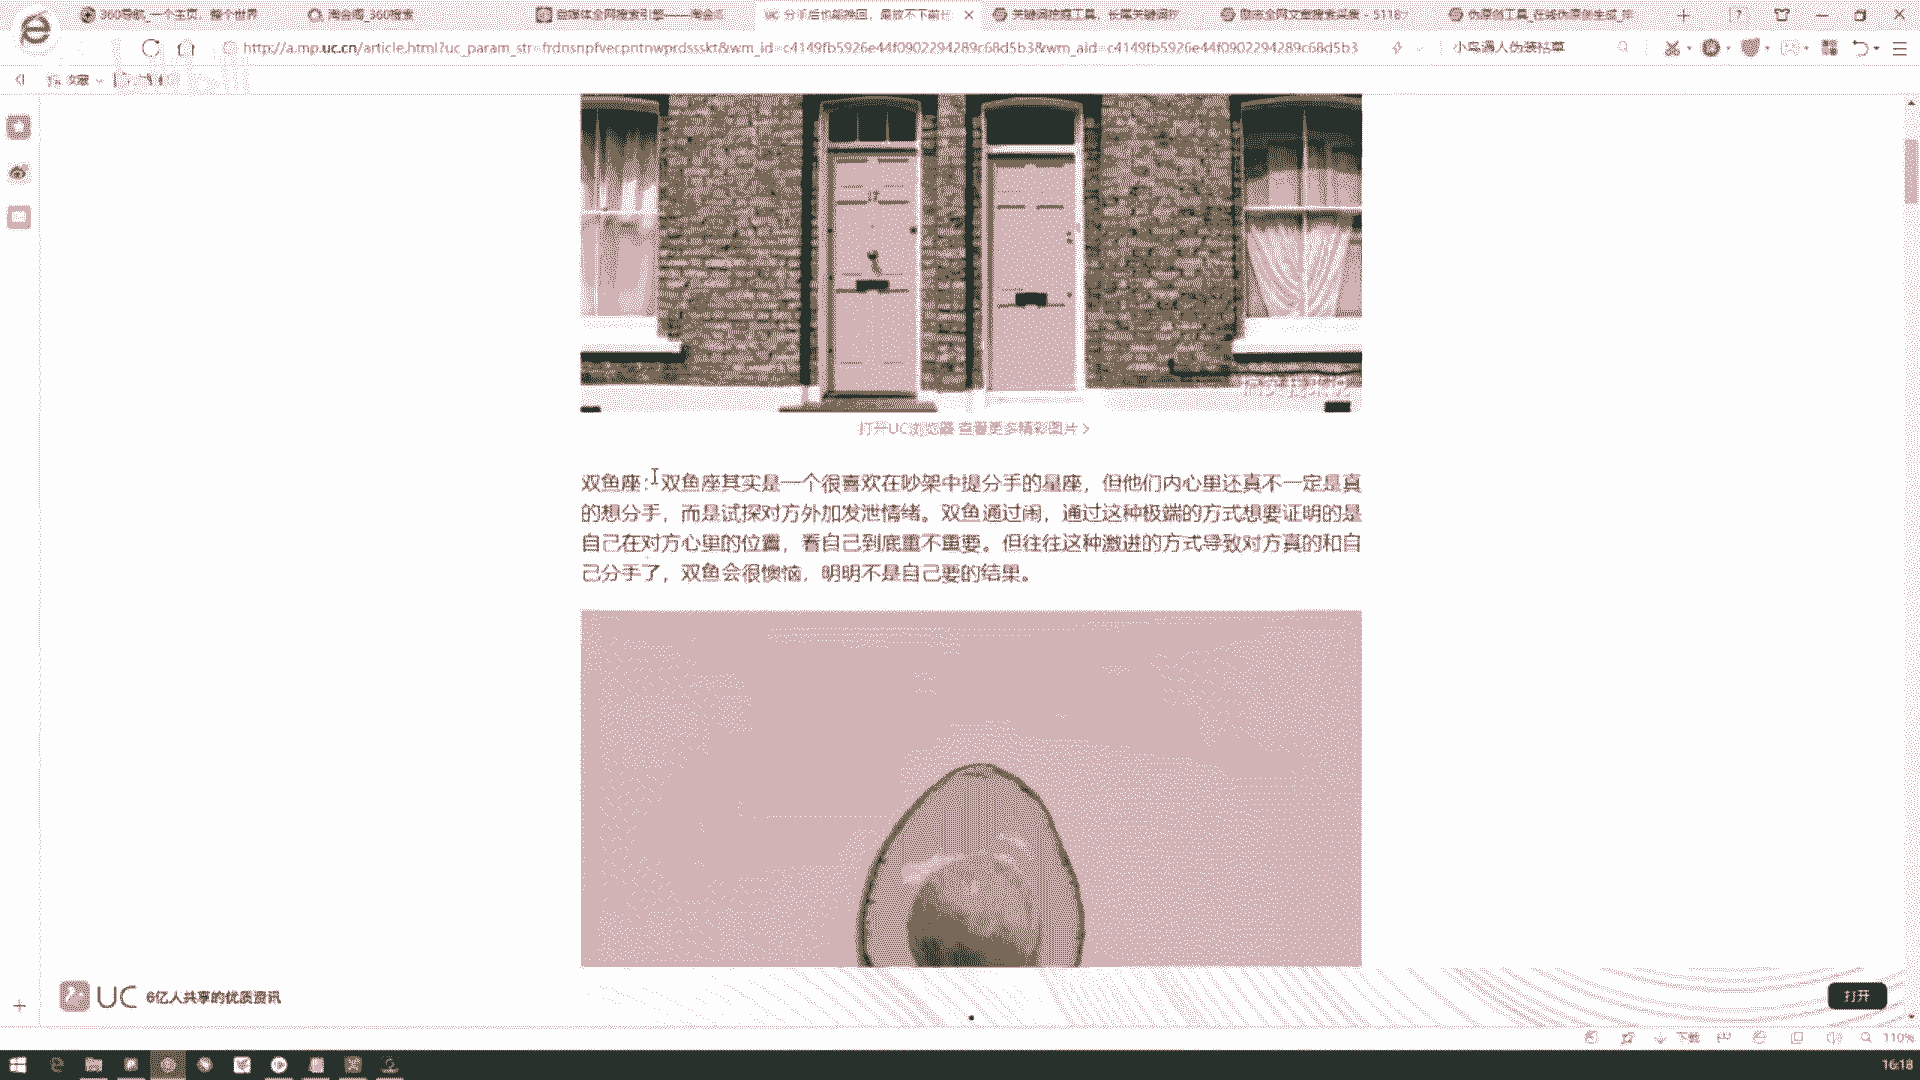 360导航_一个主页，整个世界
淘金阁_360搜索
自媒体全网搜索引擎——淘金阁
UC 分手后也能挽回，最放不下前任
关键词挖掘工具，长尾关键词挖
励志全网文章搜索采集 - 5118
伪原创工具_在线伪原创生成_
http://a.mp.uc.cn/article.html?uc_param_str=frdnsnpfvecpntnwprdssskt&wm_id=c4149fb5926e44f0902294289c68d5b3&wm_aid=c4149fb5926e44f0902294289c68d5b3
小鸟遇人伪装枯草
收藏
17
打开UC浏览器 查看更多精彩图片 >
双鱼座：双鱼座其实是一个很喜欢在吵架中提分手的星座，但他们内心里还真不一定是真
的想分手，而是试探对方外加发泄情绪。双鱼通过闹，通过这种极端的方式想要证明的是
自己在对方心里的位置，看自己到底重不重要。但往往这种激进的方式导致对方真的和自
己分手了，双鱼会很懊恼，明明不是自己要的结果。
UC 6亿人共享的优质资讯
打开
下载
110%
16:18